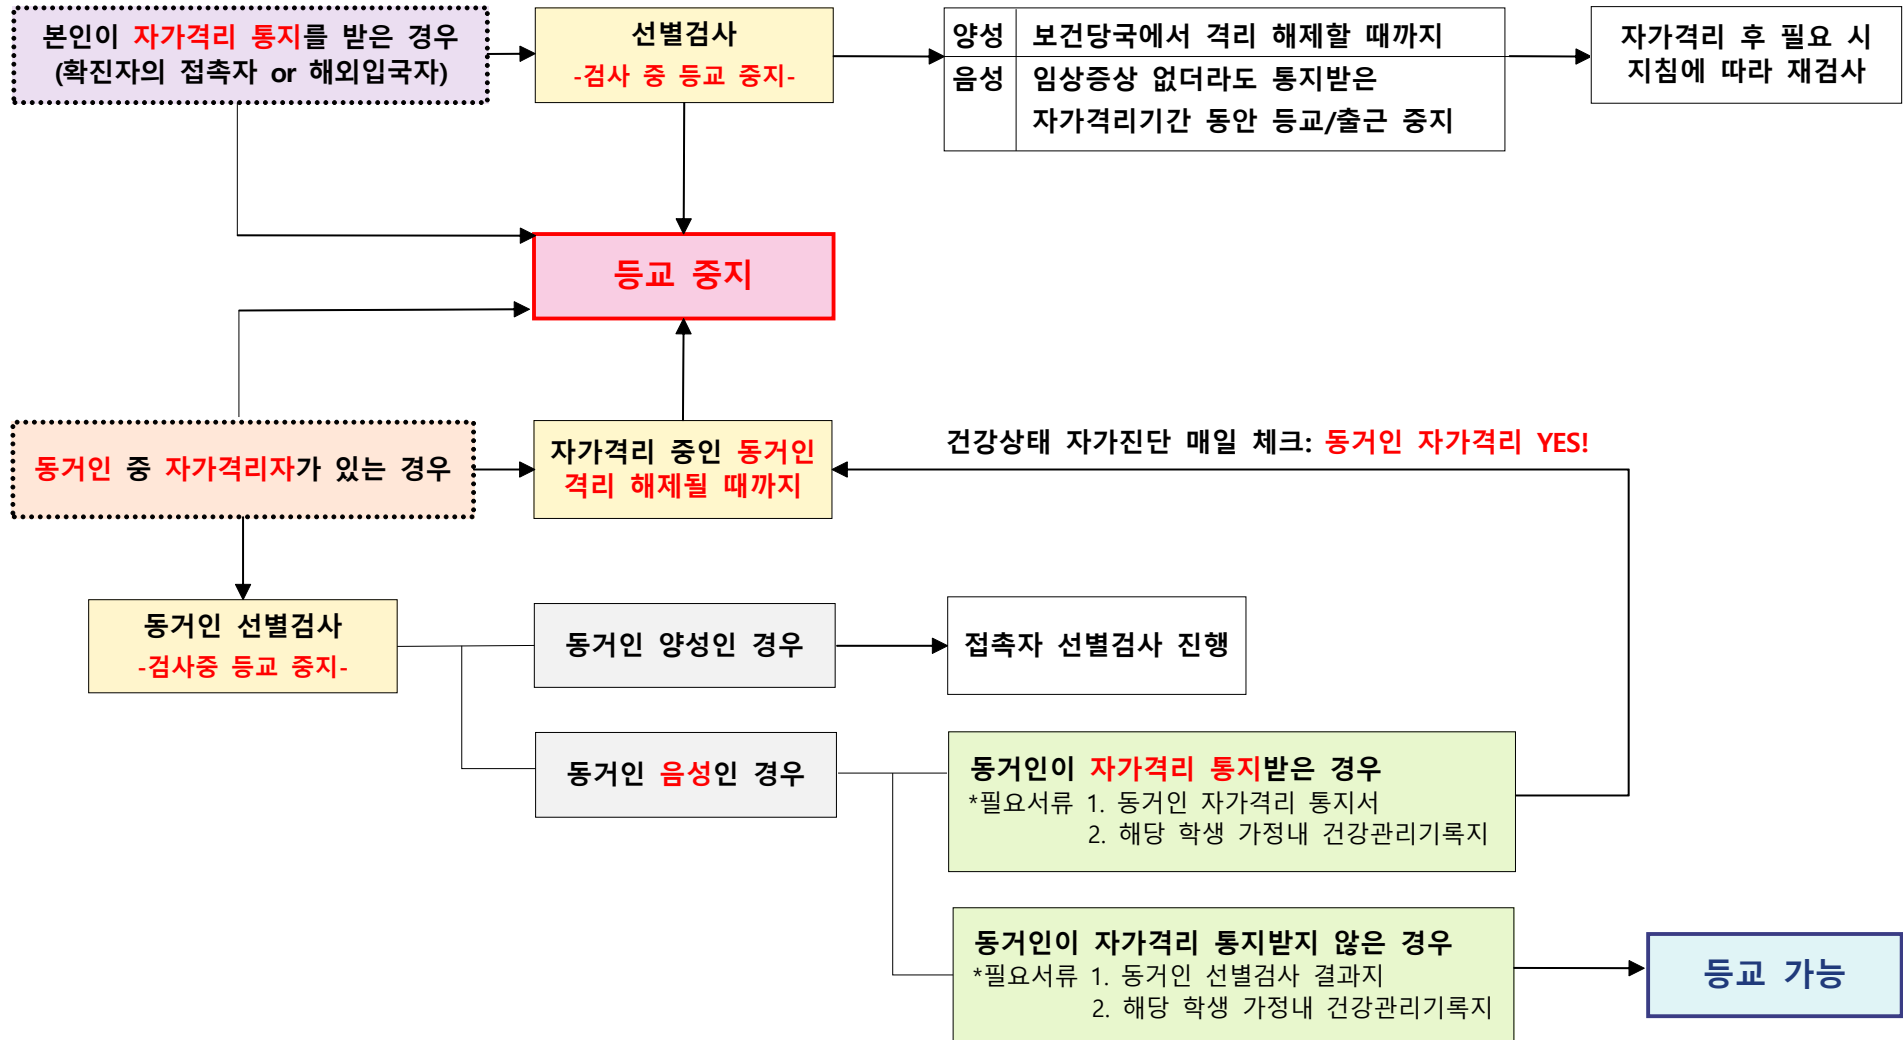 본인이 자가격리 통지를 받은 경우
(확진자의 접촉자 or 해외입국자)
선별검사
-검사 중 등교 중지-
양성 보건당국에서 격리 해제할 때까지
음성 임상증상 없더라도 통지받은
자가격리기간 동안 등교/출근 중지
자가격리 후 필요 시
지침에 따라 재검사
등교 중지
동거인 중 자가격리자가 있는 경우
자가격리 중인 동거인
격리 해제될 때까지
건강상태 자가진단 매일 체크: 동거인 자가격리 YES!
동거인 선별검사
-검사중 등교 중지-
동거인 양성인 경우
접촉자 선별검사 진행
동거인 음성인 경우
동거인이 자가격리 통지받은 경우
*필요서류 1. 동거인 자가격리 통지서
2. 해당 학생 가정내 건강관리기록지
동거인이 자가격리 통지받지 않은 경우
*필요서류 1. 동거인 선별검사 결과지
2. 해당 학생 가정내 건강관리기록지
등교 가능